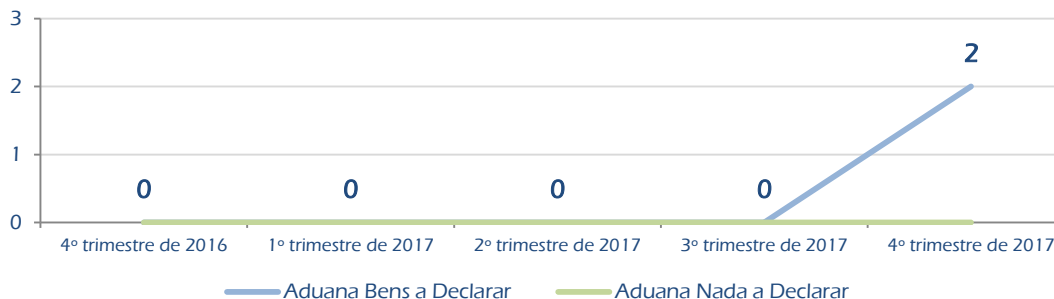 3
2
2
1
0 0 0 0
0
4º trimestre de 2016 1º trimestre de 2017 2º trimestre de 2017 3º trimestre de 2017 4º trimestre de 2017
Aduana Bens a Declarar Aduana Nada a Declarar